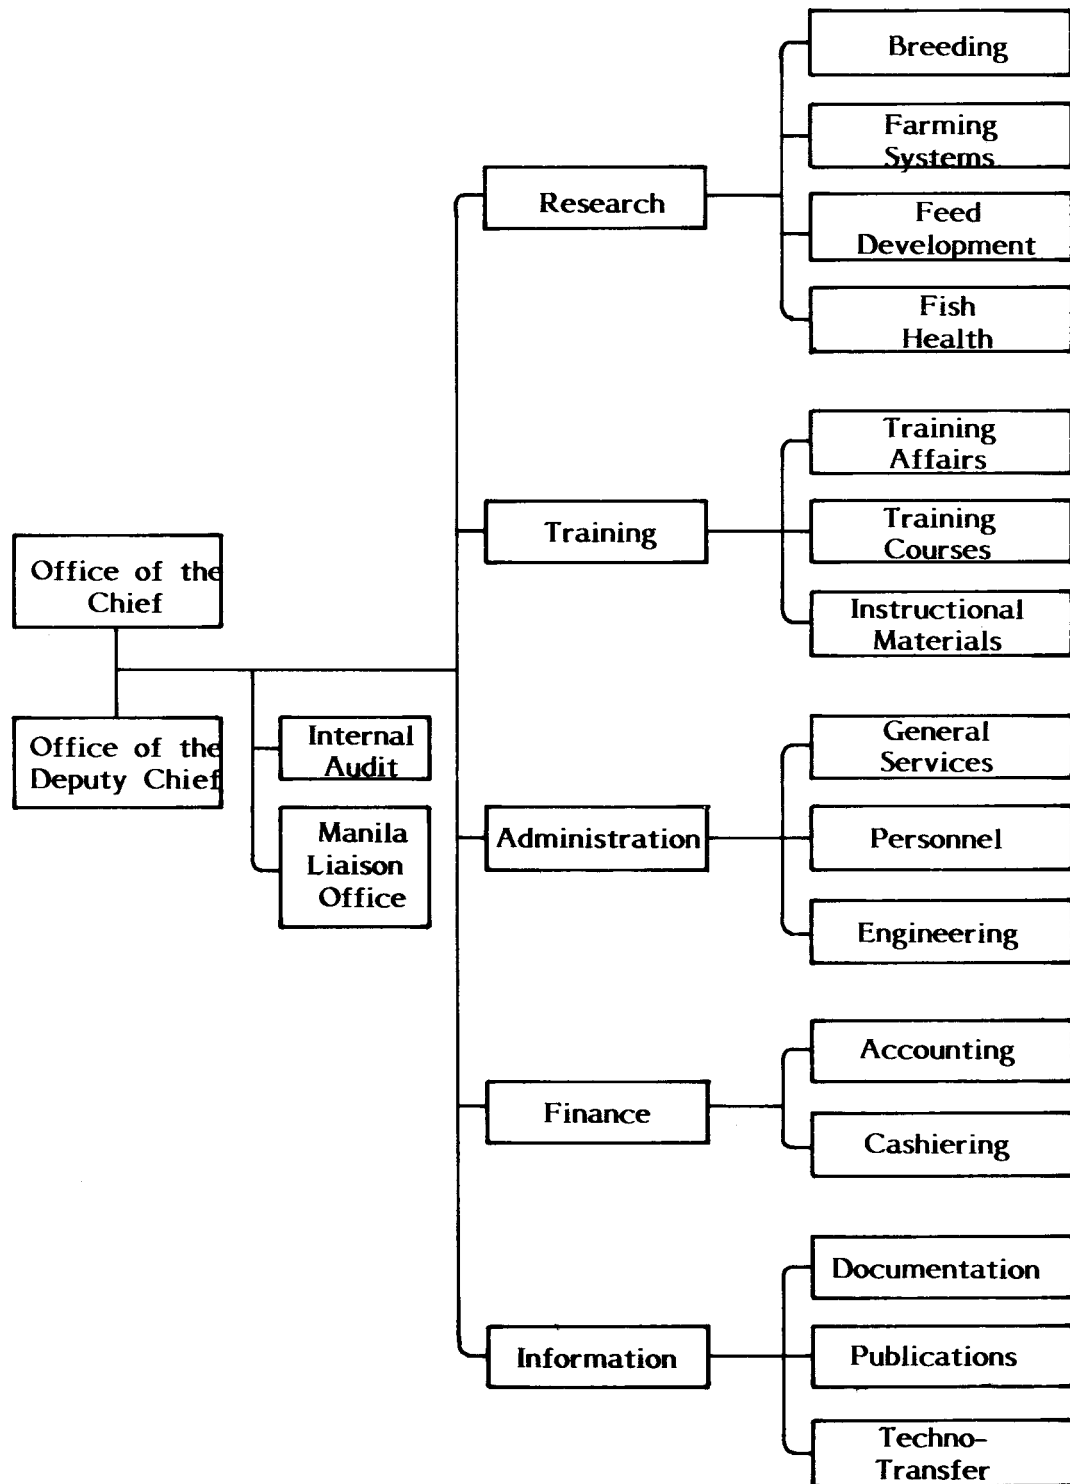 Office of the
Chief
Office of the
Deputy Chief
Internal
Audit
Manila
Liaison
Office
Research
Breeding
Farming
Systems
Feed
Development
Fish
Health
Training
Training
Affairs
Training
Courses
Instructional
Materials
Administration
General
Services
Personnel
Engineering
Finance
Accounting
Cashiering
Information
Documentation
Publications
Techno-
Transfer